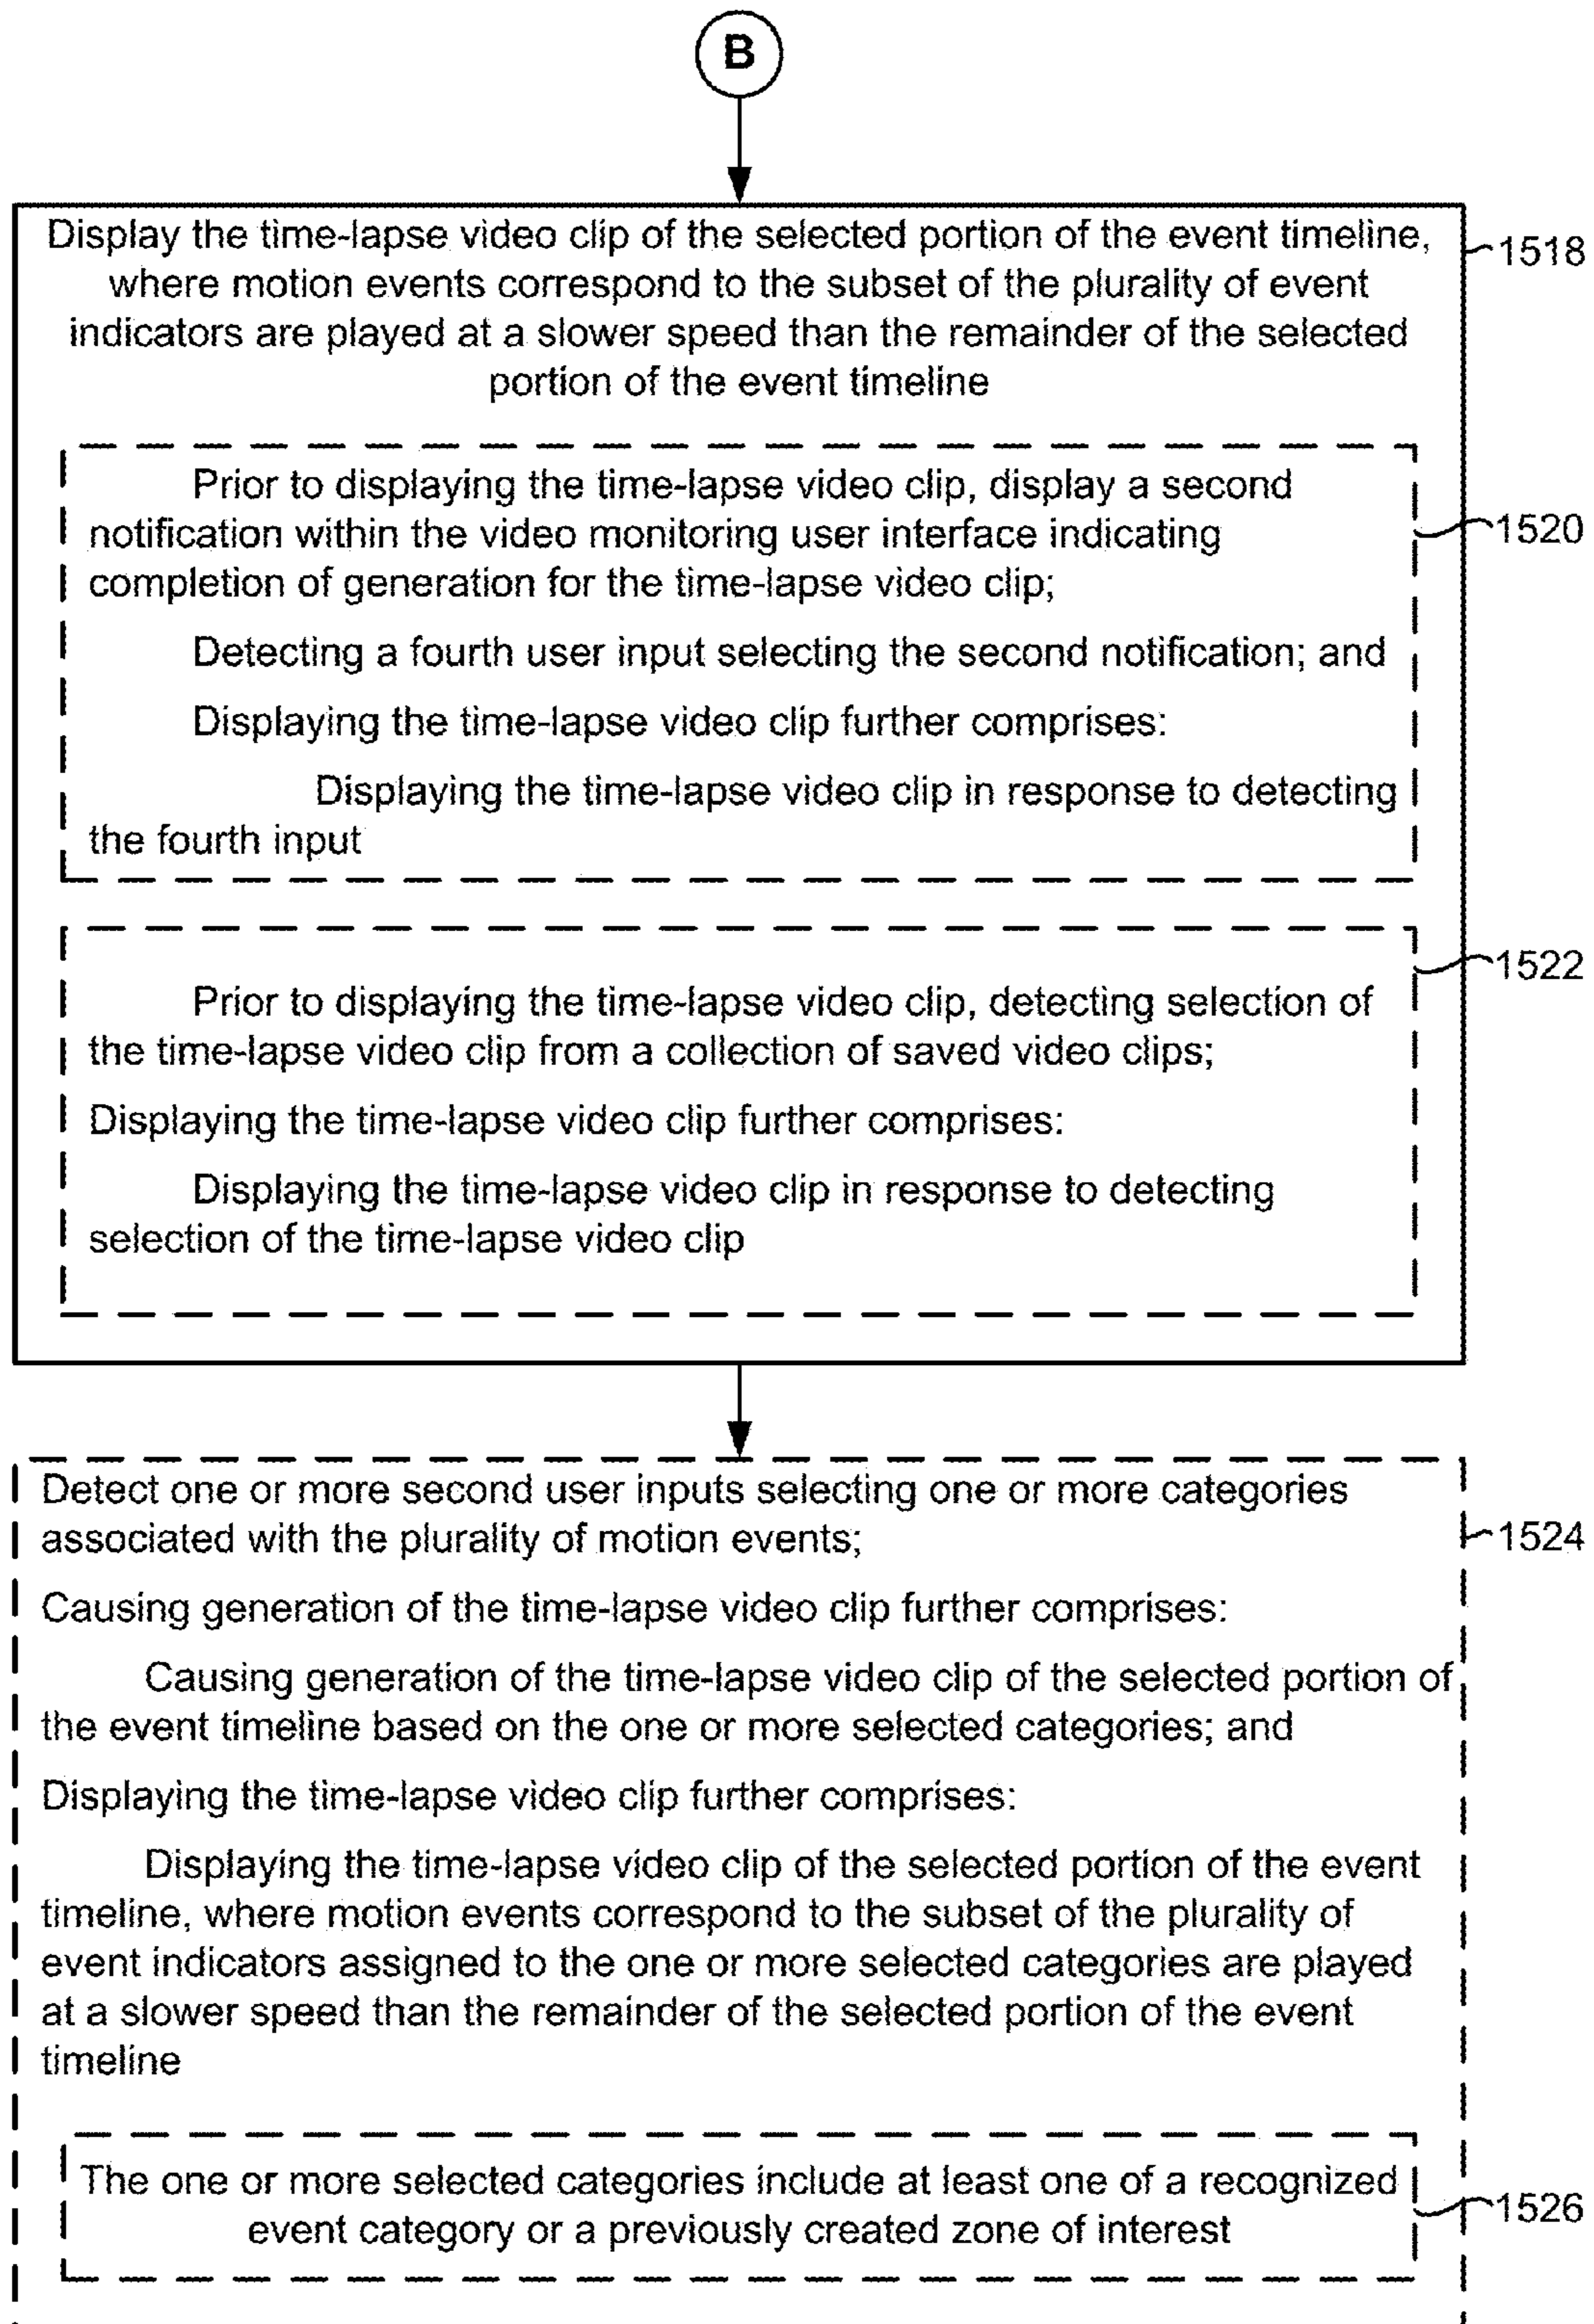 B
Display the time-lapse video clip of the selected portion of the event timeline,
where motion events correspond to the subset of the plurality of event
indicators are played at a slower speed than the remainder of the selected
portion of the event timeline
1518
Prior to displaying the time-lapse video clip, display a second
notification within the video monitoring user interface indicating
completion of generation for the time-lapse video clip;
Detecting a fourth user input selecting the second notification; and
Displaying the time-lapse video clip further comprises:
Displaying the time-lapse video clip in response to detecting
the fourth input
1520
Prior to displaying the time-lapse video clip, detecting selection of
the time-lapse video clip from a collection of saved video clips;
Displaying the time-lapse video clip further comprises:
Displaying the time-lapse video clip in response to detecting
selection of the time-lapse video clip
1522
Detect one or more second user inputs selecting one or more categories
associated with the plurality of motion events;
Causing generation of the time-lapse video clip further comprises:
Causing generation of the time-lapse video clip of the selected portion of
the event timeline based on the one or more selected categories; and
Displaying the time-lapse video clip further comprises:
Displaying the time-lapse video clip of the selected portion of the event
timeline, where motion events correspond to the subset of the plurality of
event indicators assigned to the one or more selected categories are played
at a slower speed than the remainder of the selected portion of the event
timeline
1524
The one or more selected categories include at least one of a recognized
event category or a previously created zone of interest
1526